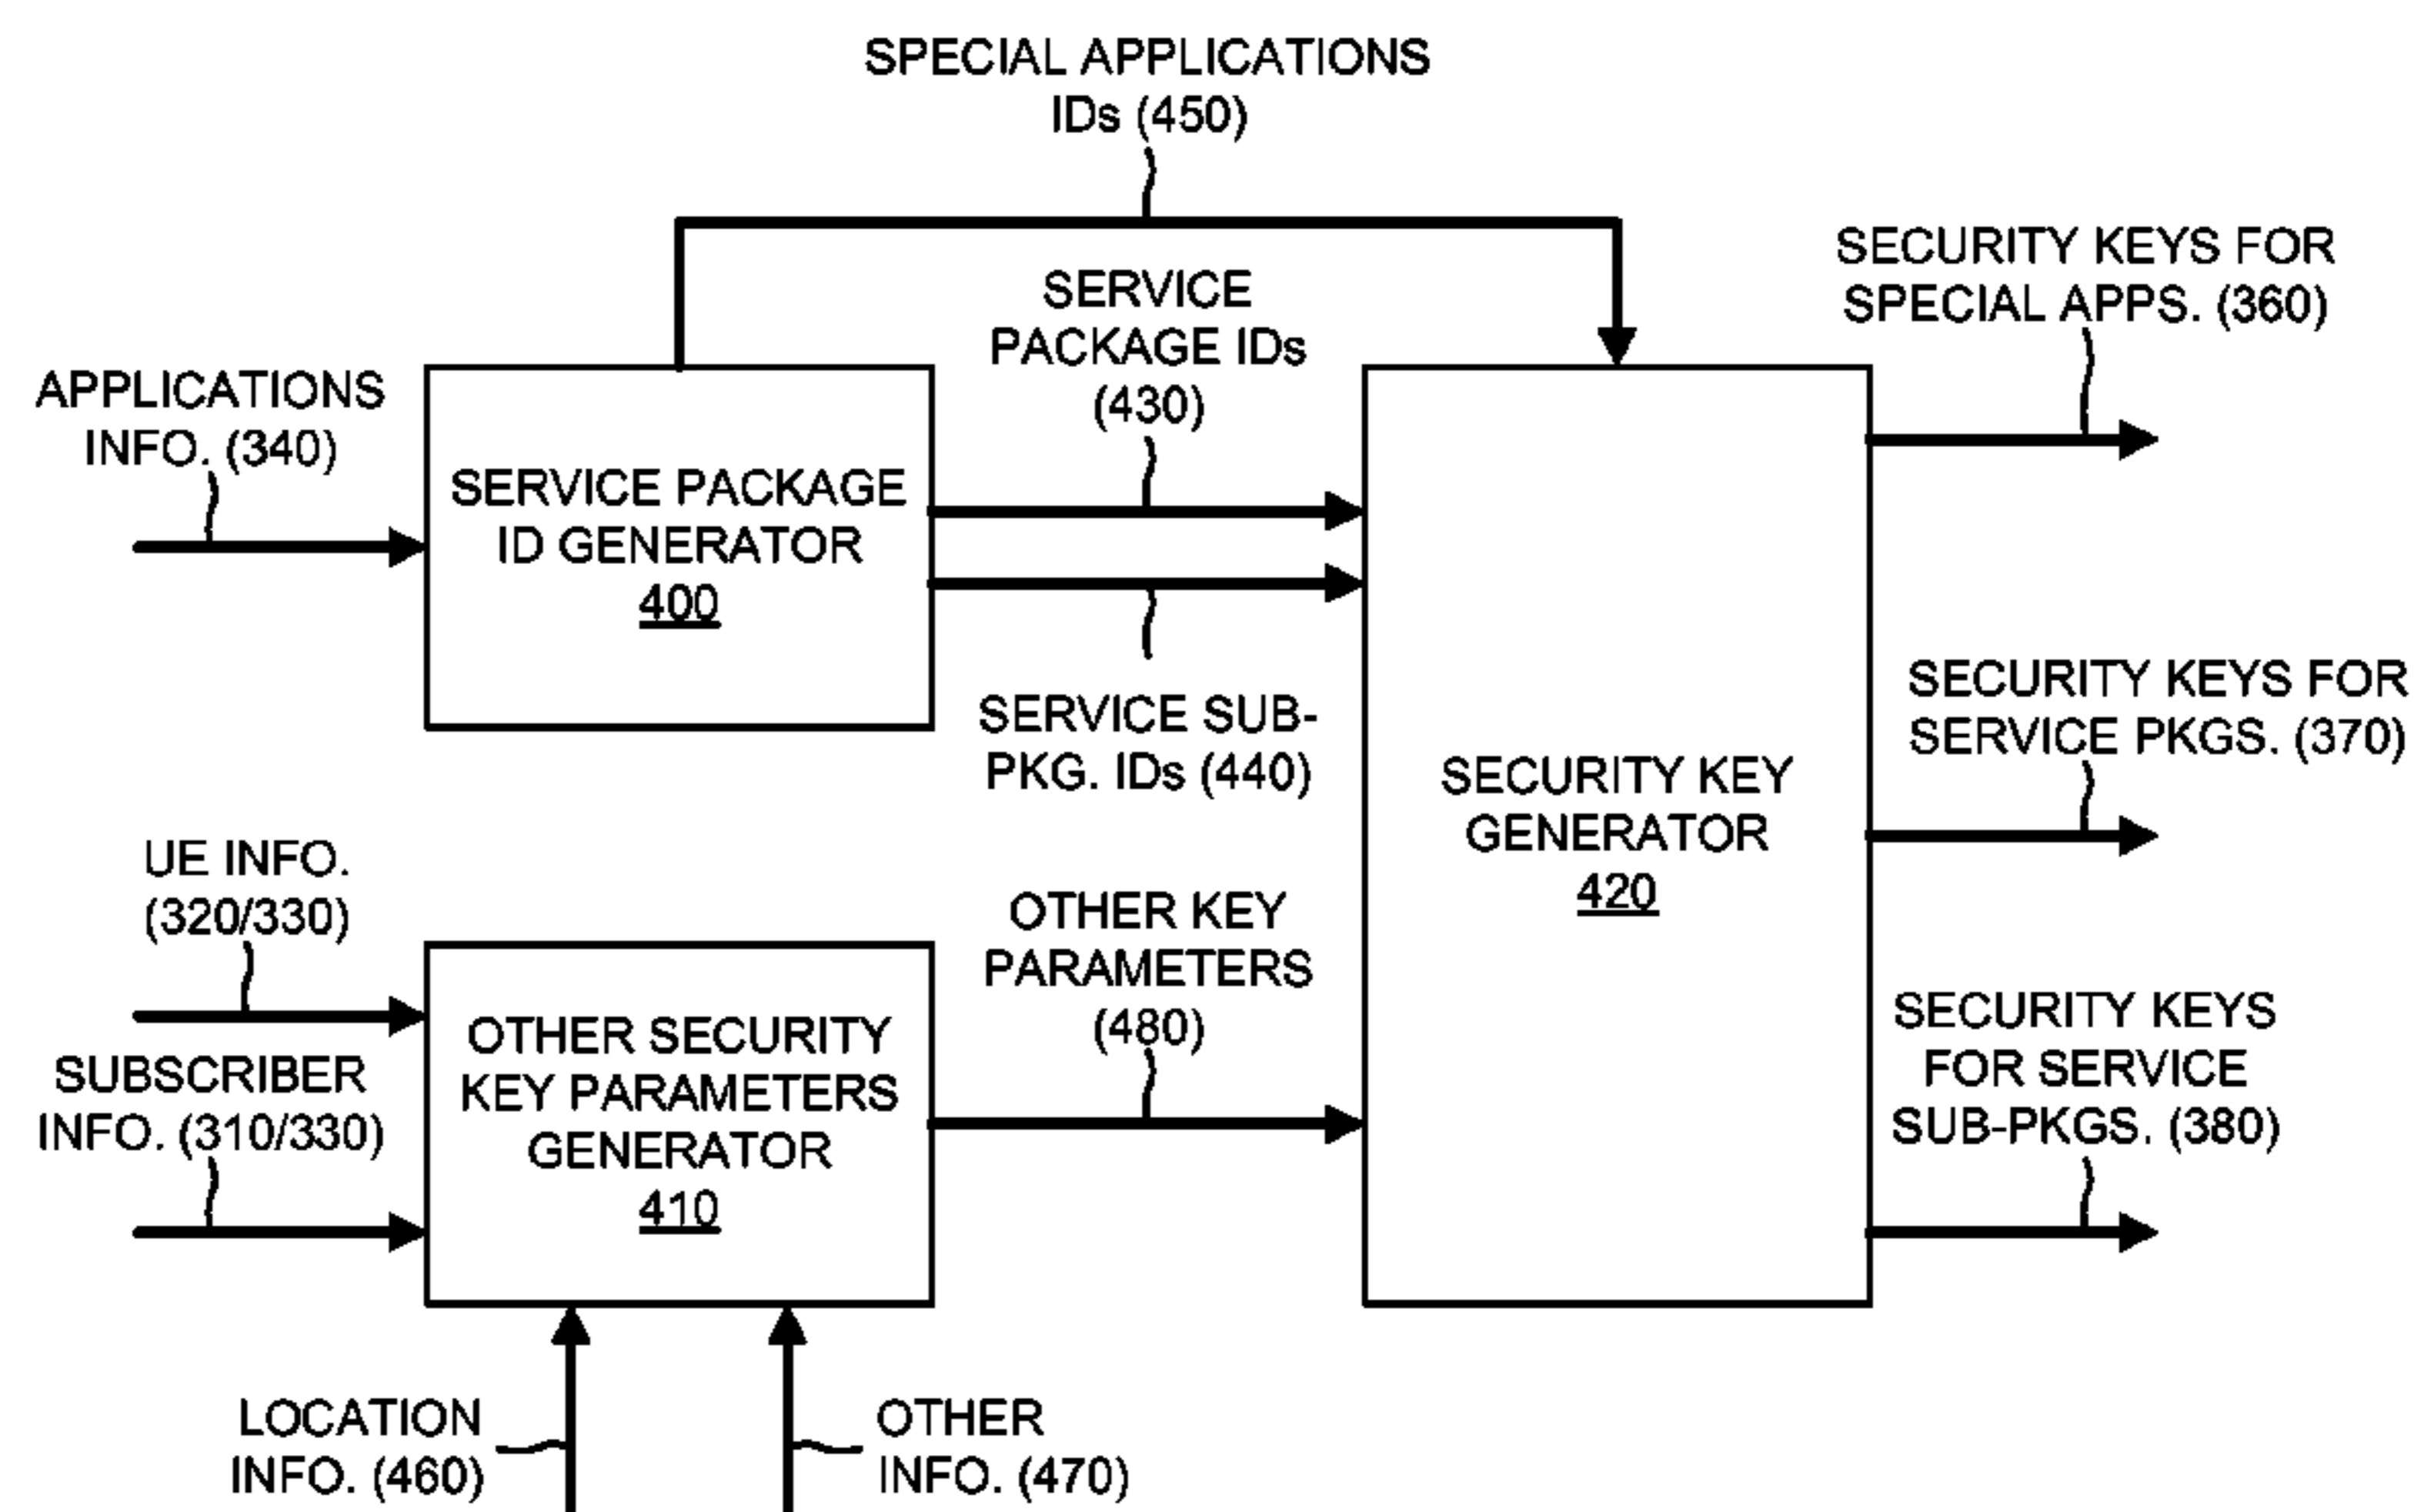 SPECIAL APPLICATIONS
IDs (450)
SERVICE
PACKAGE IDs
(430)
SECURITY KEYS FOR
SPECIAL APPS. (360)
APPLICATIONS
INFO. (340)
SERVICE PACKAGE
ID GENERATOR
400
SERVICE SUB-
PKG. IDs (440)
SECURITY KEY
GENERATOR
420
SECURITY KEYS FOR
SERVICE PKGS. (370)
UE INFO.
(320/330)
SUBSCRIBER
INFO. (310/330)
OTHER SECURITY
KEY PARAMETERS
GENERATOR
410
OTHER KEY
PARAMETERS
(480)
SECURITY KEYS
FOR SERVICE
SUB-PKGS. (380)
LOCATION
INFO. (460)
OTHER
INFO. (470)